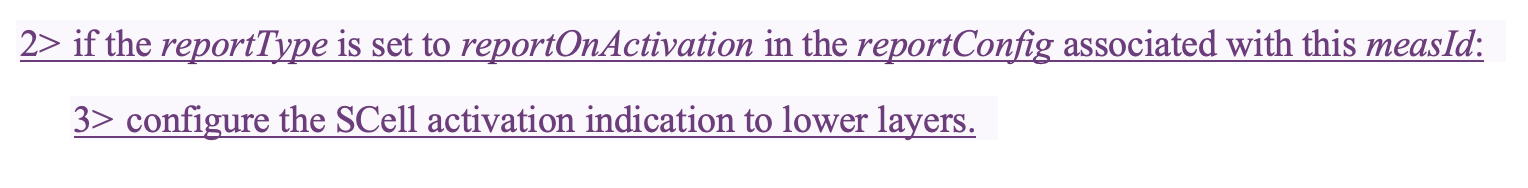 2> if the reportType is set to reportOnActivation in the reportConfig associated with this measId:
3> configure the SCell activation indication to lower layers.